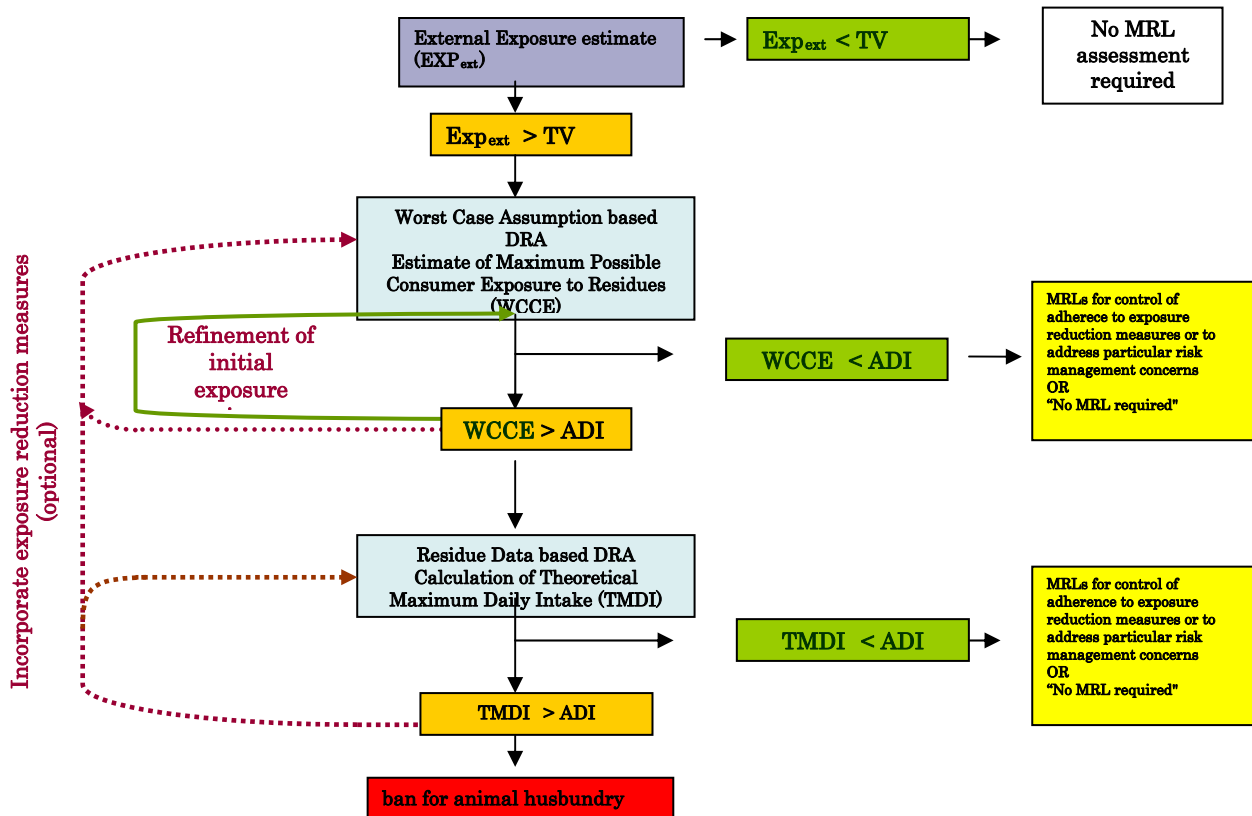 External Exposure estimate
(EXPext)
Expext < TV
No MRL
assessment
required
Expext > TV
Worst Case Assumption based
DRA
Estimate of Maximum Possible
Consumer Exposure to Residues
(WCCE)
Incorporate exposure reduction measures
(optional)
Refinement of
initial
exposure
WCCE < ADI
MRLs for control of
adherece to exposure
reduction measures or to
address particular risk
management concerns
OR
“No MRL required"
WCCE > ADI
Residue Data based DRA
Calculation of Theoretical
Maximum Daily Intake (TMDI)
TMDI < ADI
MRLs for control of
adherence to exposure
reduction measures or to
address particular risk
management concerns
OR
“No MRL required"
TMDI > ADI
ban for animal husbundry